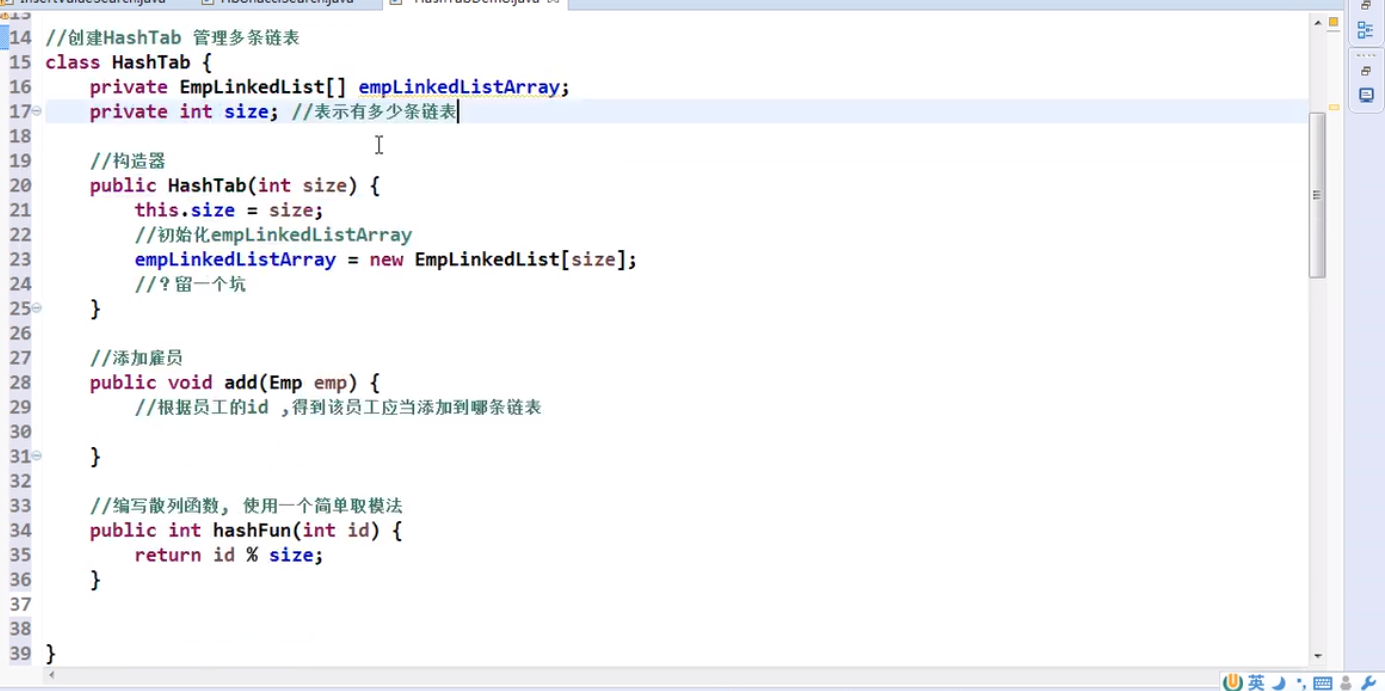 14 //创建HashTab 管理多条链表
15 class HashTab {
16 private EmpLinkedList[] empLinkedListArray;
17 private int size; //表示有多少条链表
18
19 //构造器
20 public HashTab(int size) {
21 this.size = size;
22 //初始化empLinkedListArray
23 empLinkedListArray = new EmpLinkedList[size];
24 //？留一个坑
25 }
26
27 //添加雇员
28 public void add(Emp emp) {
29 //根据员工的id ,得到该员工应当添加到哪条链表
30
31 }
32
33 //编写散列函数, 使用一个简单取模法
34 public int hashFun(int id) {
35 return id % size;
36 }
37
38
39 }
英